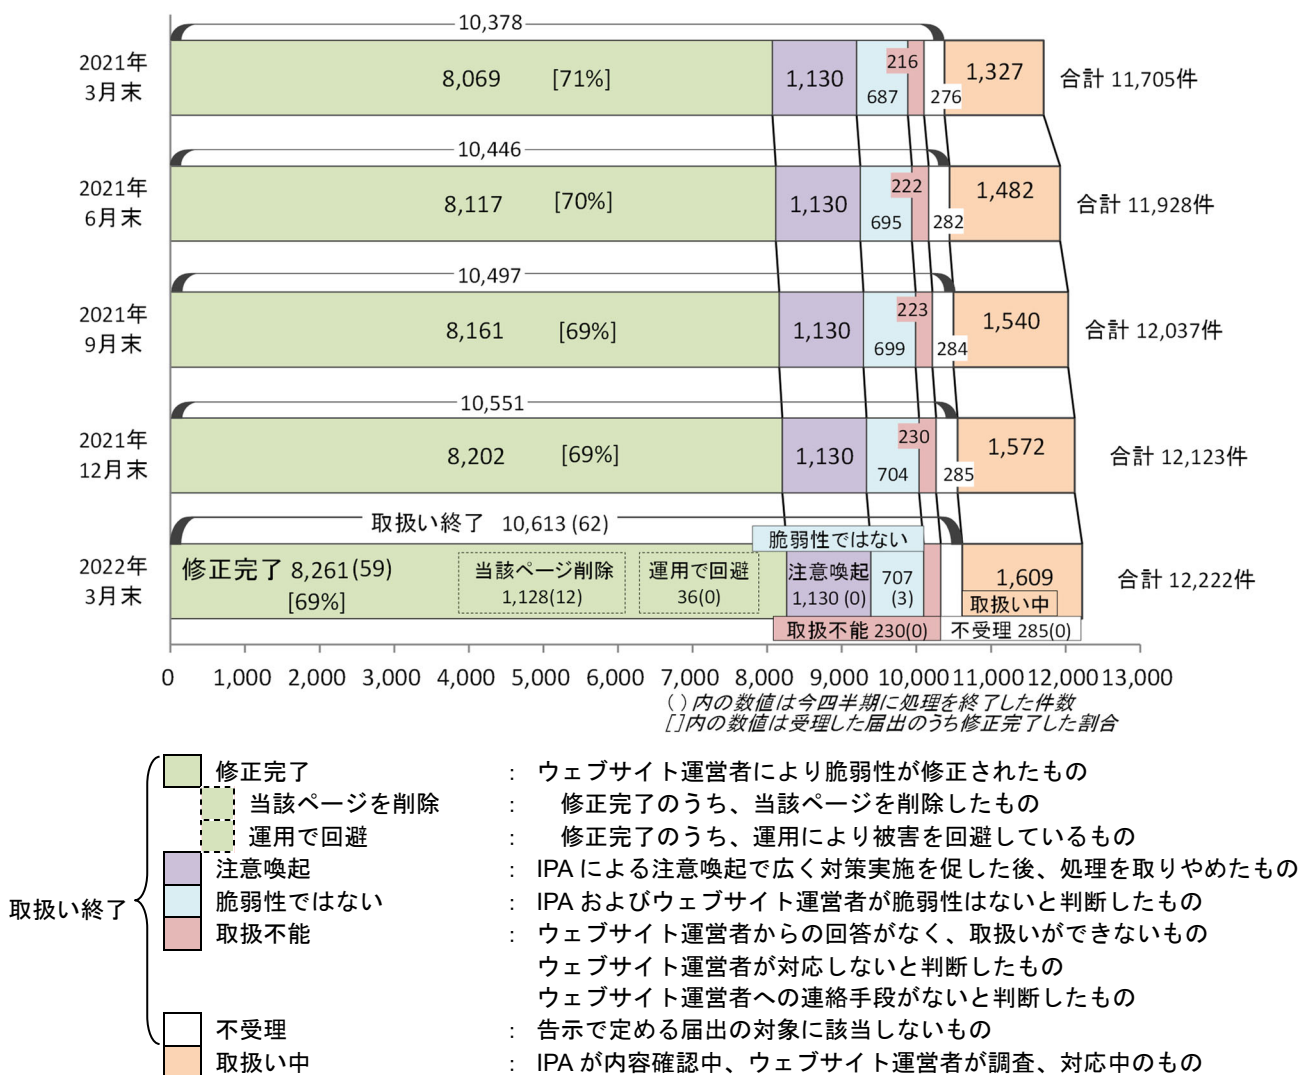 10,378
2021年
3月末
8,069 [71%] 1,130 687 216 276 1,327 合計 11,705件
10,446
2021年
6月末
8,117 [70%] 1,130 695 222 282 1,482 合計 11,928件
10,497
2021年
9月末
8,161 [69%] 1,130 699 223 284 1,540 合計 12,037件
10,551
2021年
12月末
8,202 [69%] 1,130 704 230 285 1,572 合計 12,123件
取扱い終了 10,613 (62)
脆弱性ではない
2022年
3月末
修正完了 8,261(59)
[69%]
当該ページ削除
1,128(12)
運用で回避
36(0)
注意喚起
1,130 (0)
707
(3)
1,609
取扱い中
合計 12,222件
取扱不能 230(0) 不受理 285(0)
0 1,000 2,000 3,000 4,000 5,000 6,000 7,000 8,000 9,000 10,000 11,000 12,000 13,000
( )内の数値は今四半期に処理を終了した件数
[ ]内の数値は受理した届出のうち修正完了した割合
取扱い終了
修正完了 : ウェブサイト運営者により脆弱性が修正されたもの
当該ページを削除 : 修正完了のうち、当該ページを削除したもの
運用で回避 : 修正完了のうち、運用により被害を回避しているもの
注意喚起 : IPA による注意喚起で広く対策実施を促した後、処理を取りやめたもの
脆弱性ではない : IPA およびウェブサイト運営者が脆弱性はないと判断したもの
取扱不能 : ウェブサイト運営者からの回答がなく、取扱いができないもの
ウェブサイト運営者が対応しないと判断したもの
ウェブサイト運営者への連絡手段がないと判断したもの
不受理 : 告示で定める届出の対象に該当しないもの
取扱い中 : IPA が内容確認中、ウェブサイト運営者が調査、対応中のもの